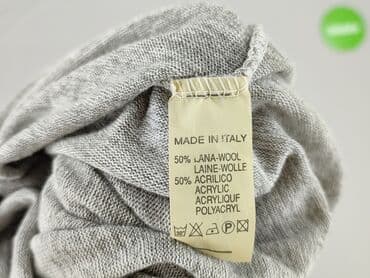 MADE IN ITALY
50% LANA-WOOL
LAINE-WOLLE
50% ACRILICO
ACRYLIC
ACRYLIQUE
POLYACRYL